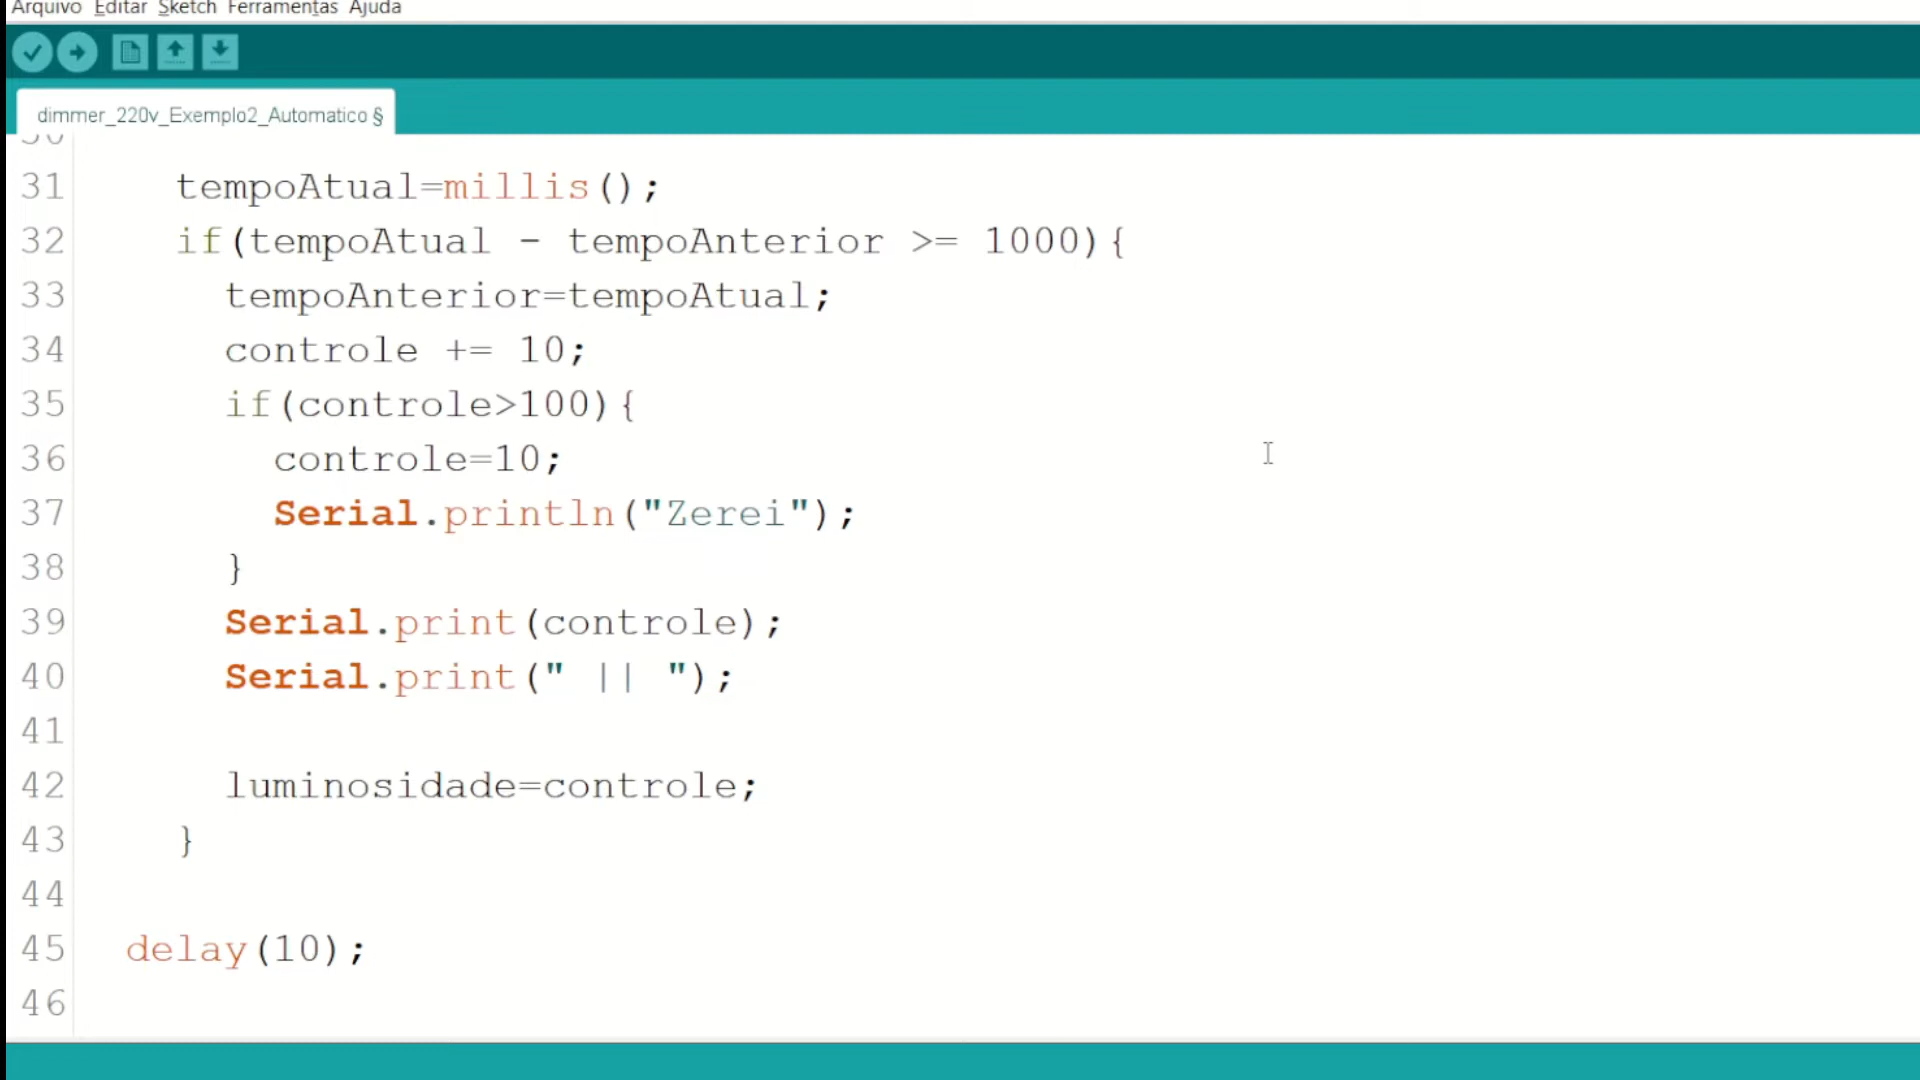 Arquivo Editar Sketch Ferramentas Ajuda
dimmer_220v_Exemplo2_Automatico §
30
31 tempoAtual=millis();
32 if(tempoAtual - tempoAnterior >= 1000){
33 tempoAnterior=tempoAtual;
34 controle += 10;
35 if(controle>100){
36 controle=10;
37 Serial.println("Zerei");
38 }
39 Serial.print(controle);
40 Serial.print(" || ");
41
42 luminosidade=controle;
43 }
44
45 delay(10);
46